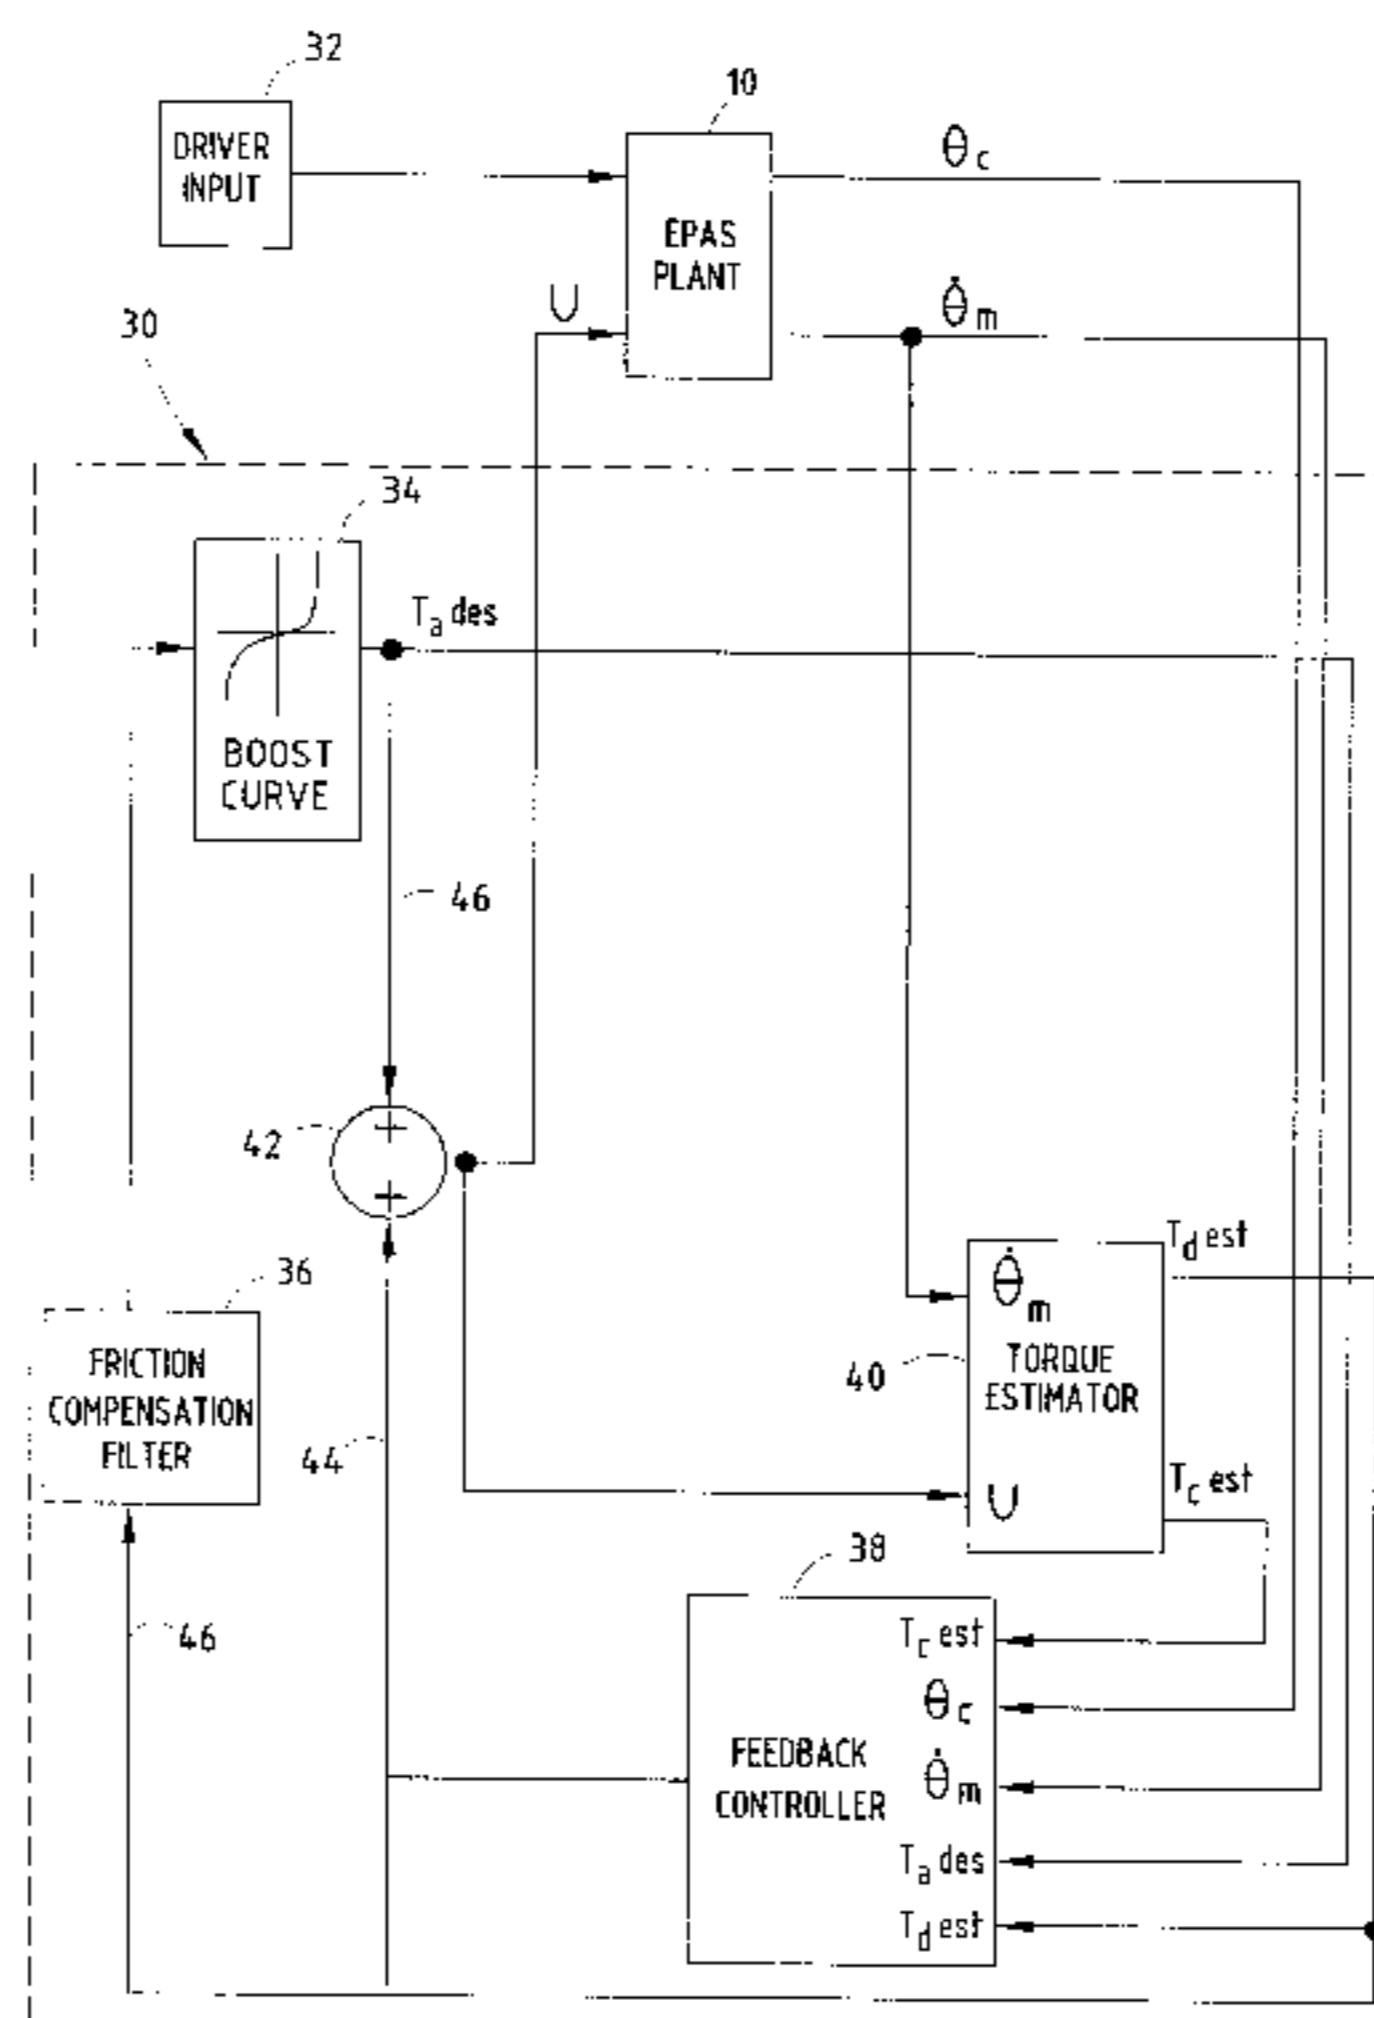 32
DRIVER
INPUT
10
EPAS
PLANT
θc
U
θ̇m
30
34
Ta des
BOOST
CURVE
46
42
+
+
36
FRICTION
COMPENSATION
FILTER
44
46
Td est
θ̇m
40
TORQUE
ESTIMATOR
Tc est
U
38
Tc est
θc
FEEDBACK
CONTROLLER
θ̇m
Ta des
Td est